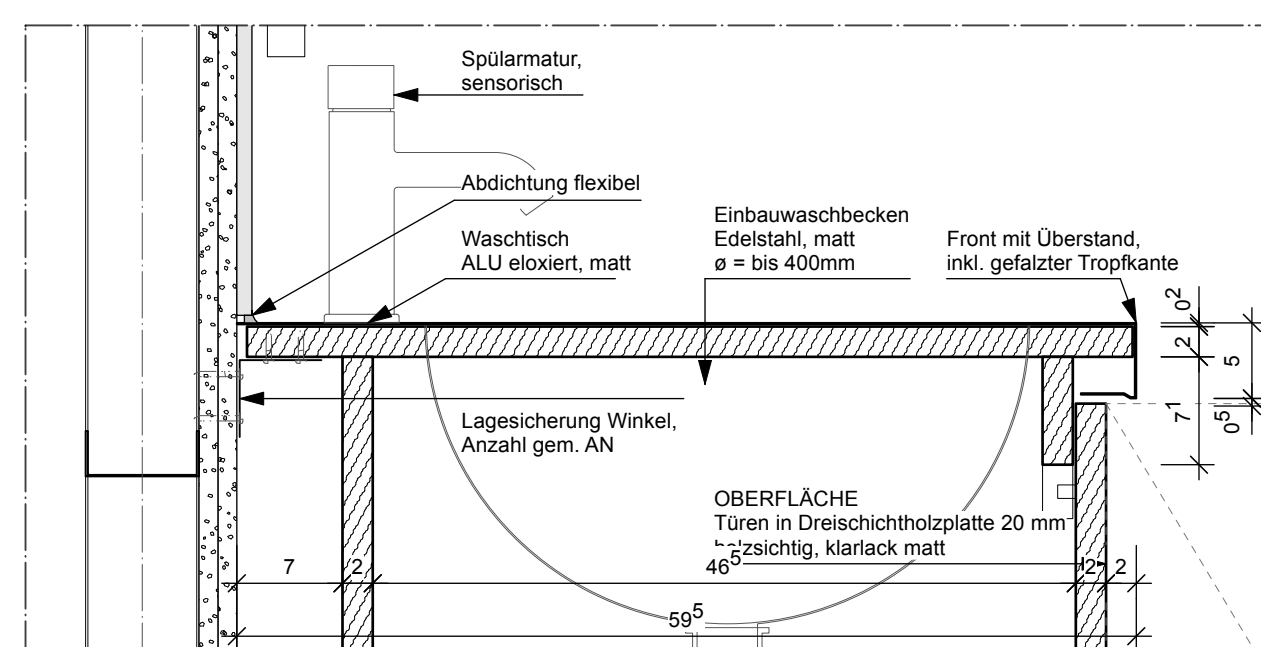 Spülarmatur,
sensorisch
Abdichtung flexibel
Waschtisch
ALU eloxiert, matt
Einbauwaschbecken
Edelstahl, matt
ø = bis 400mm
Front mit Überstand,
inkl. gefalzter Tropfkante
0²
2
5
7¹
0⁵
Lagesicherung Winkel,
Anzahl gem. AN
OBERFLÄCHE
Türen in Dreischichtholzplatte 20 mm
holzsichtig, klarlack matt
7
2
46⁵
2
2
59⁵